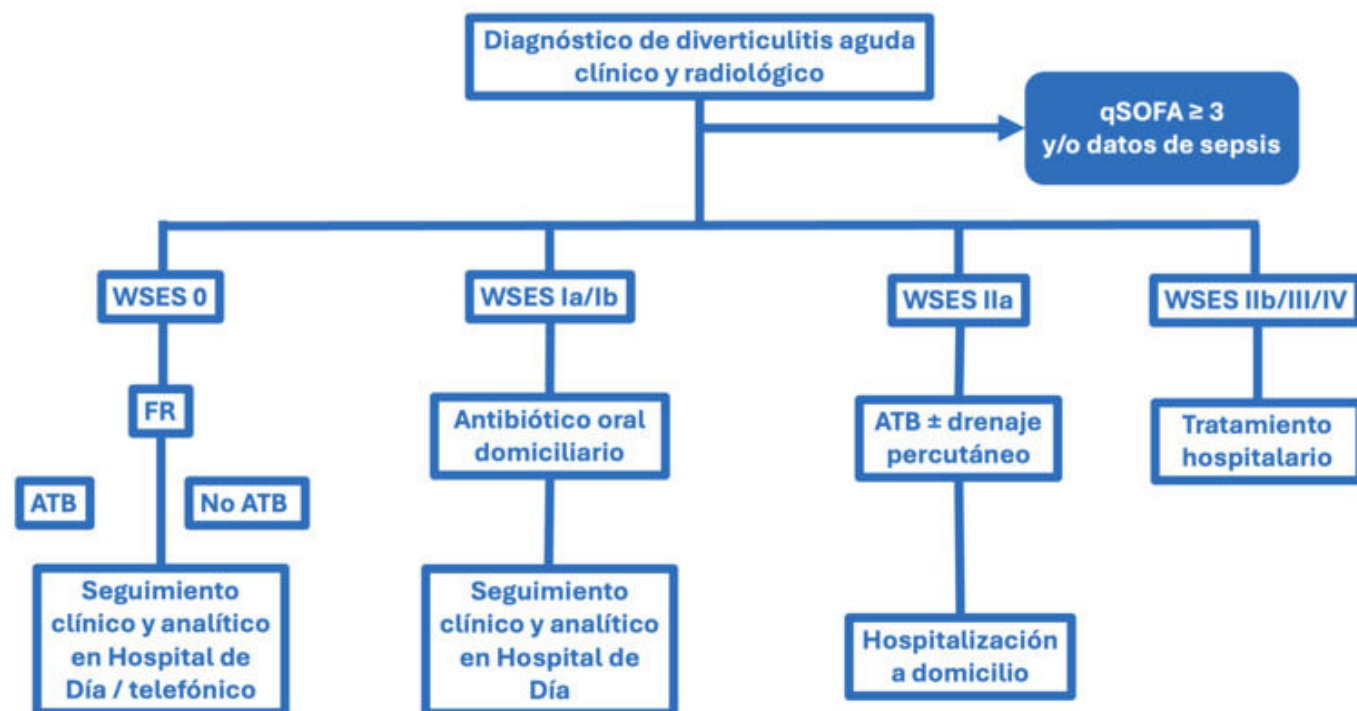 Diagnóstico de diverticulitis aguda
clínico y radiológico
qSOFA ≥ 3
y/o datos de sepsis
WSES 0
WSES Ia/Ib
WSES IIa
WSES IIb/III/IV
FR
Antibiótico oral
domiciliario
ATB ± drenaje
percutáneo
Tratamiento
hospitalario
ATB
No ATB
Seguimiento
clínico y analítico
en Hospital de
Día / telefónico
Seguimiento
clínico y analítico
en Hospital de
Día
Hospitalización
a domicilio